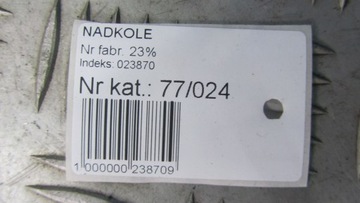 NADKOLE
Nr fabr. 23%
Indeks: 023870
Nr kat.: 77/024
1 000000 238709